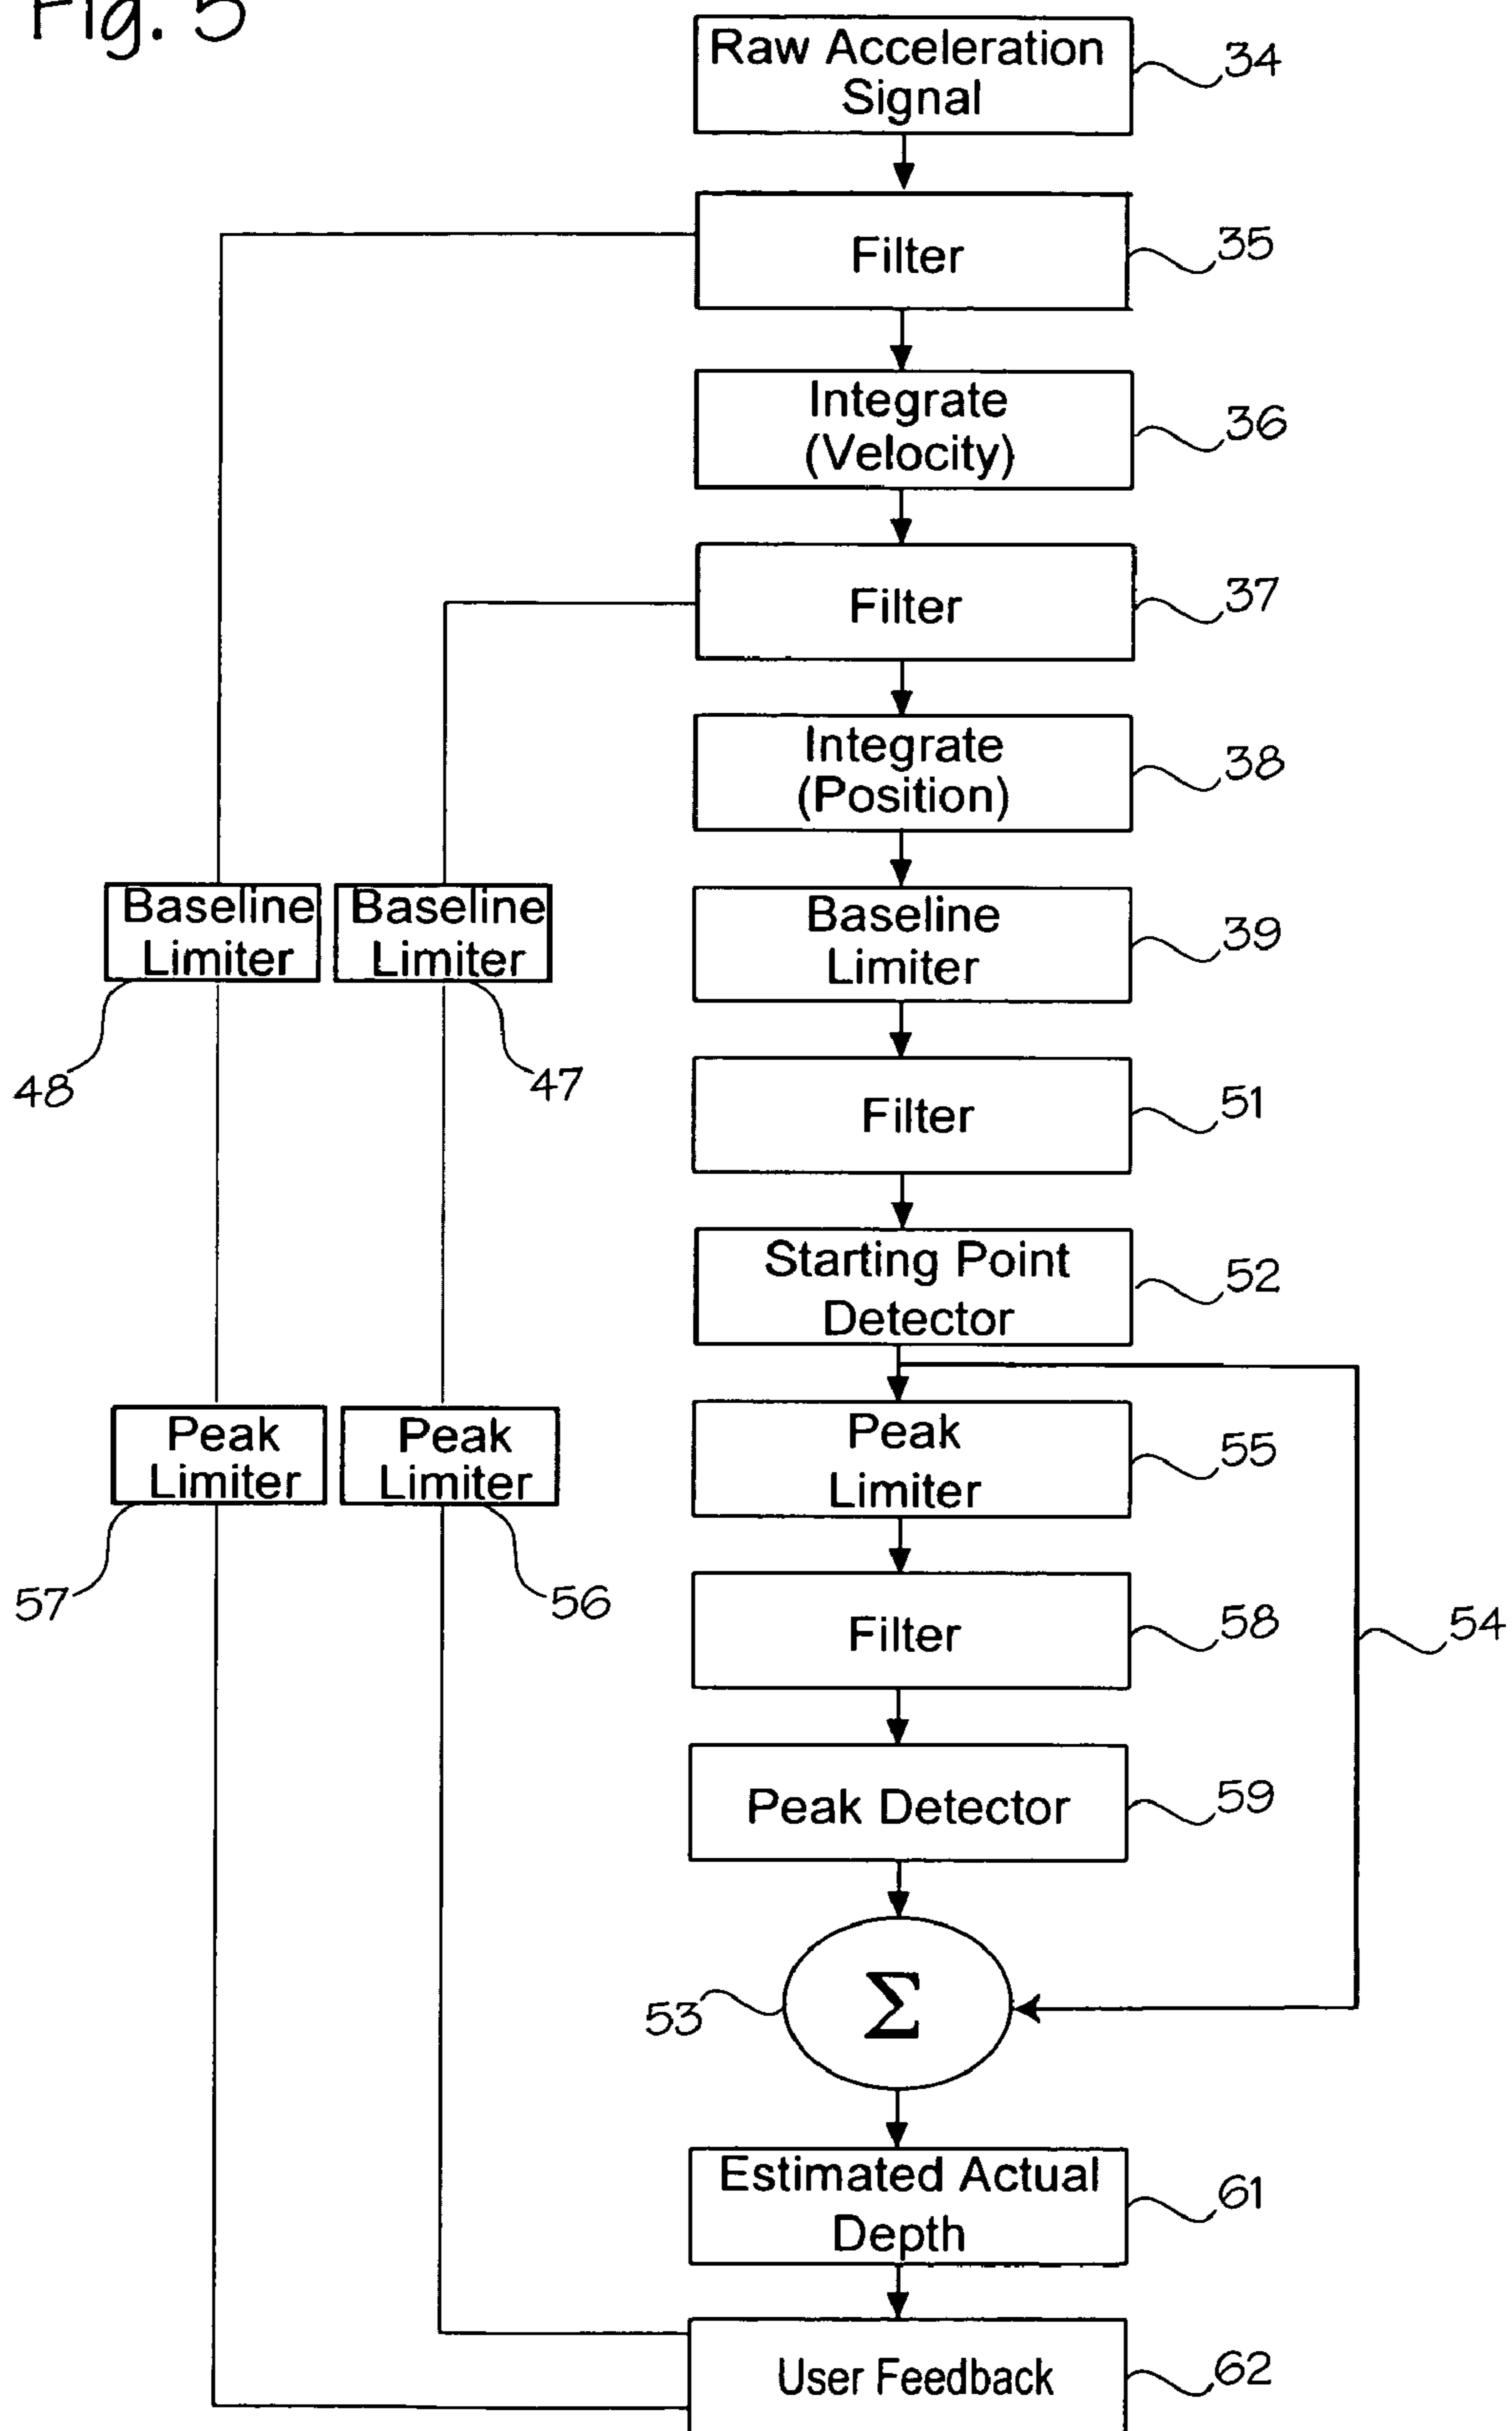 Fig. 5
Raw Acceleration
Signal
34
Filter
35
Integrate
(Velocity)
36
Filter
37
Integrate
(Position)
38
Baseline
Limiter
48
Baseline
Limiter
47
Baseline
Limiter
39
Filter
51
Starting Point
Detector
52
Peak
Limiter
57
Peak
Limiter
56
Peak
Limiter
55
Filter
58
54
Peak Detector
59
Σ
53
Estimated Actual
Depth
61
User Feedback
62